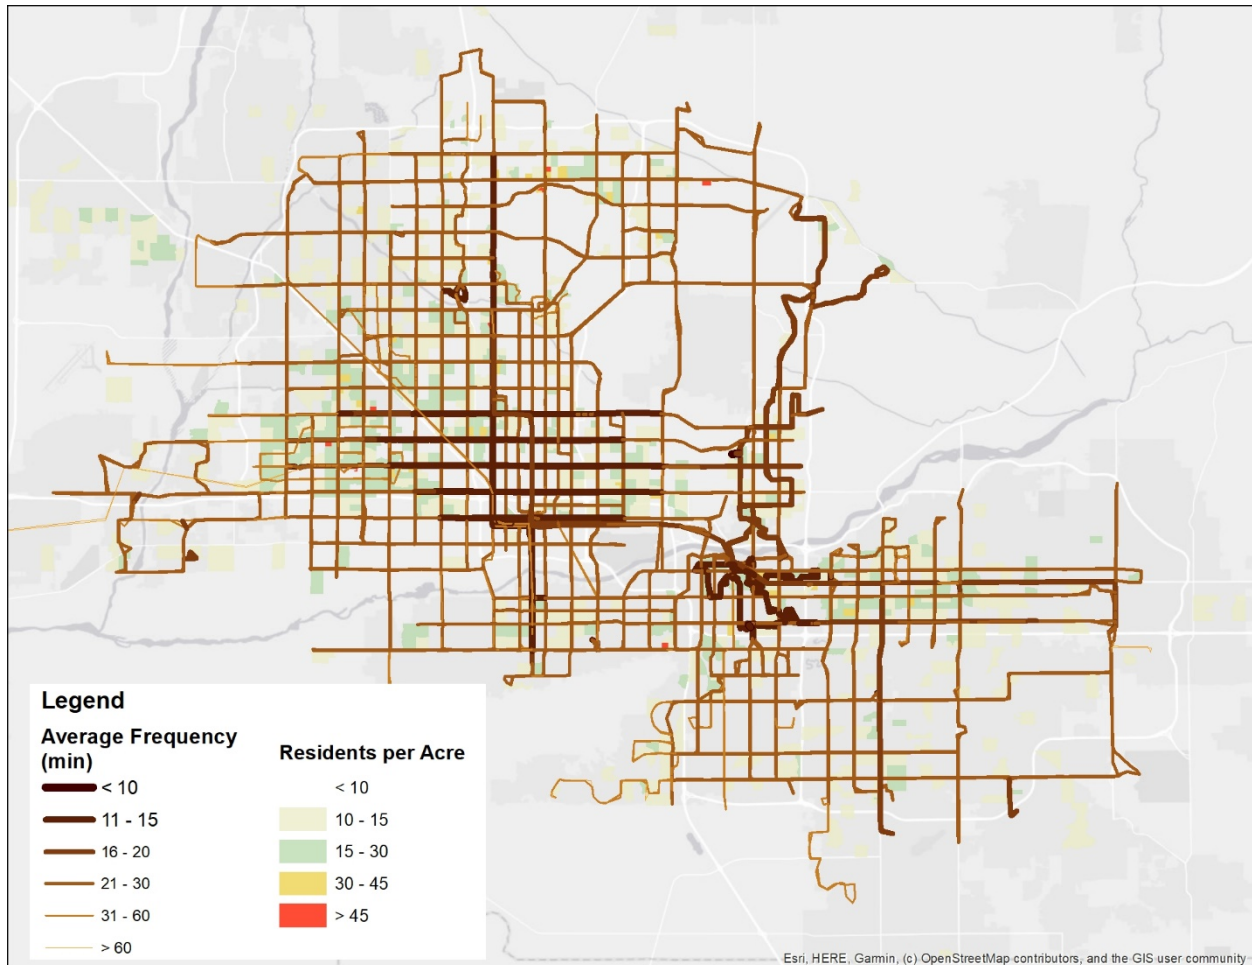 Legend
Average Frequency
(min)
< 10
11 - 15
16 - 20
21 - 30
31 - 60
> 60
Residents per Acre
< 10
10 - 15
15 - 30
30 - 45
> 45
Esri, HERE, Garmin, (c) OpenStreetMap contributors, and the GIS user community